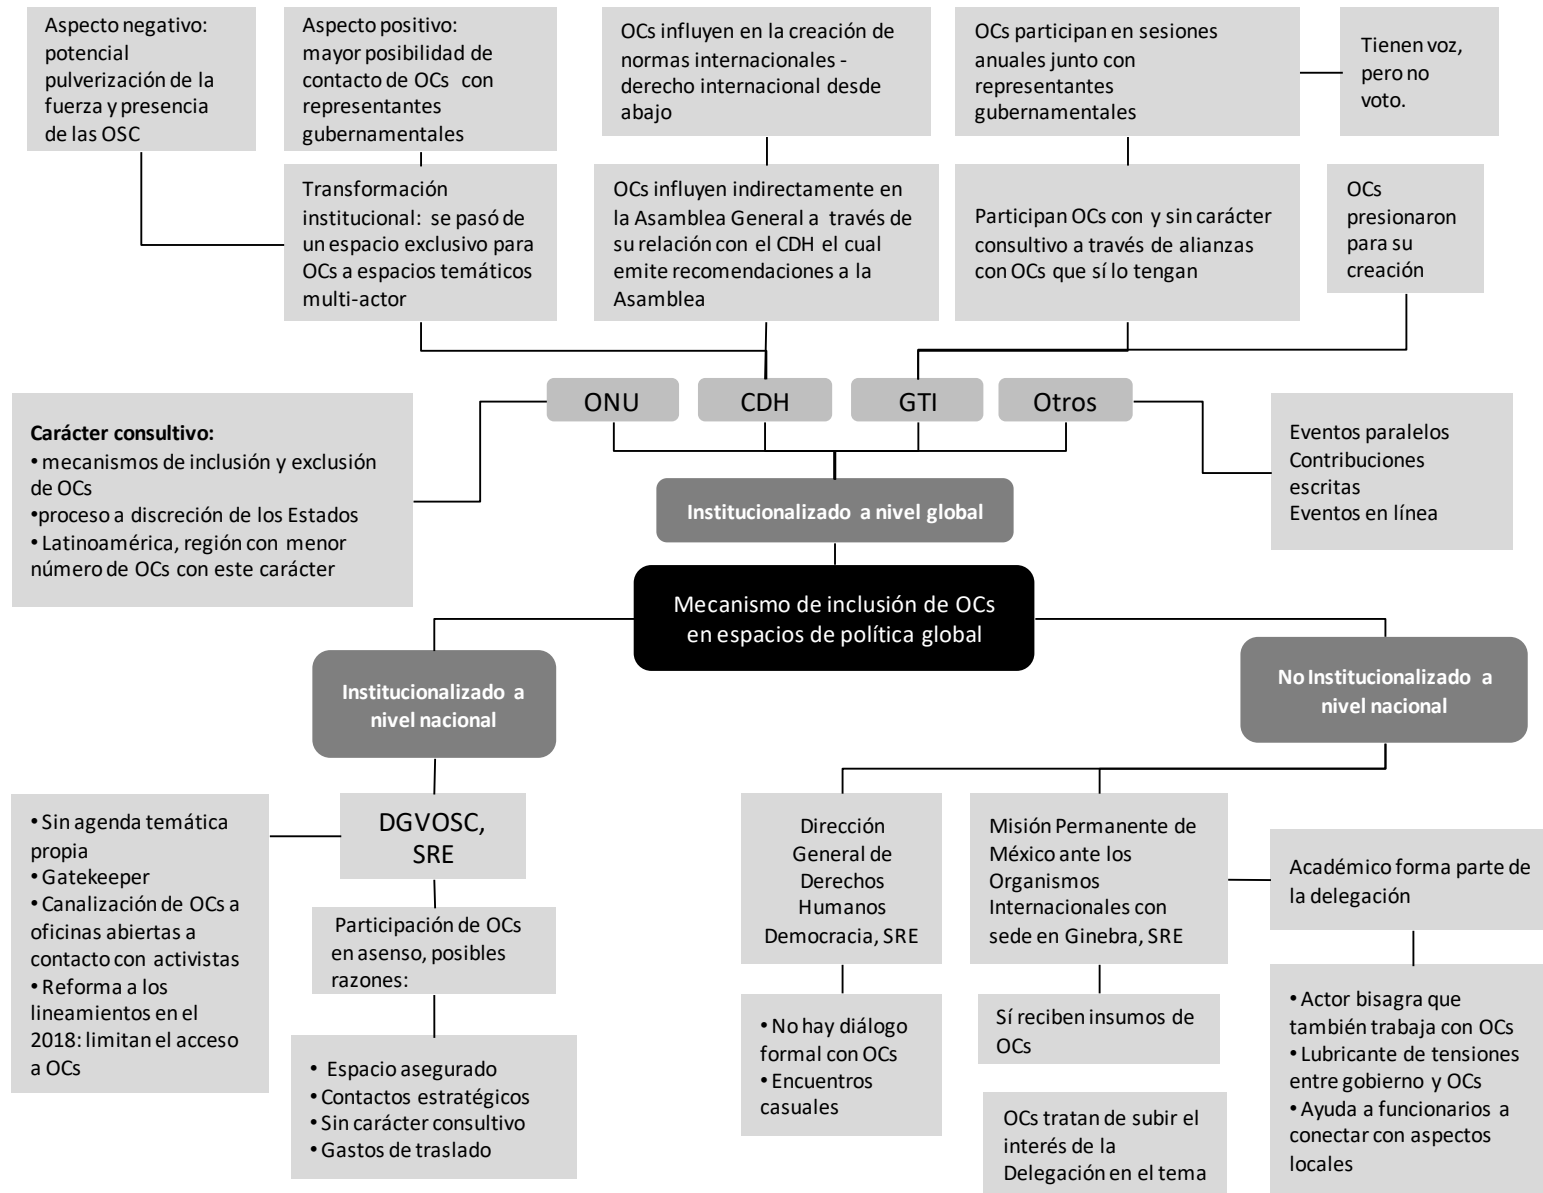 Aspecto negativo:
potencial
pulverización de la
fuerza y presencia
de las OSC
Aspecto positivo:
mayor posibilidad de
contacto de OCs con
representantes
gubernamentales
OCs influyen en la creación de
normas internacionales -
derecho internacional desde
abajo
OCs participan en sesiones
anuales junto con
representantes
gubernamentales
Tienen voz,
pero no
voto.
Transformación
institucional: se pasó de
un espacio exclusivo para
OCs a espacios temáticos
multi-actor
OCs influyen indirectamente en
la Asamblea General a través de
su relación con el CDH el cual
emite recomendaciones a la
Asamblea
Participan OCs con y sin carácter
consultivo a través de alianzas
con OCs que sí lo tengan
OCs
presionaron
para su
creación
ONU
CDH
GTI
Otros
Carácter consultivo:
• mecanismos de inclusión y exclusión
de OCs
•proceso a discreción de los Estados
• Latinoamérica, región con menor
número de OCs con este carácter
Eventos paralelos
Contribuciones
escritas
Eventos en línea
Institucionalizado a nivel global
Mecanismo de inclusión de OCs
en espacios de política global
Institucionalizado a
nivel nacional
No Institucionalizado a
nivel nacional
• Sin agenda temática
propia
• Gatekeeper
• Canalización de OCs a
oficinas abiertas a
contacto con activistas
• Reforma a los
lineamientos en el
2018: limitan el acceso
a OCs
DGVOSC,
SRE
Participación de OCs
en asenso, posibles
razones:
• Espacio asegurado
• Contactos estratégicos
• Sin carácter consultivo
• Gastos de traslado
Dirección
General de
Derechos
Humanos
Democracia, SRE
• No hay diálogo
formal con OCs
• Encuentros
casuales
Misión Permanente de
México ante los
Organismos
Internacionales con
sede en Ginebra, SRE
Sí reciben insumos de
OCs
OCs tratan de subir el
interés de la
Delegación en el tema
Académico forma parte de
la delegación
• Actor bisagra que
también trabaja con OCs
• Lubricante de tensiones
entre gobierno y OCs
• Ayuda a funcionarios a
conectar con aspectos
locales